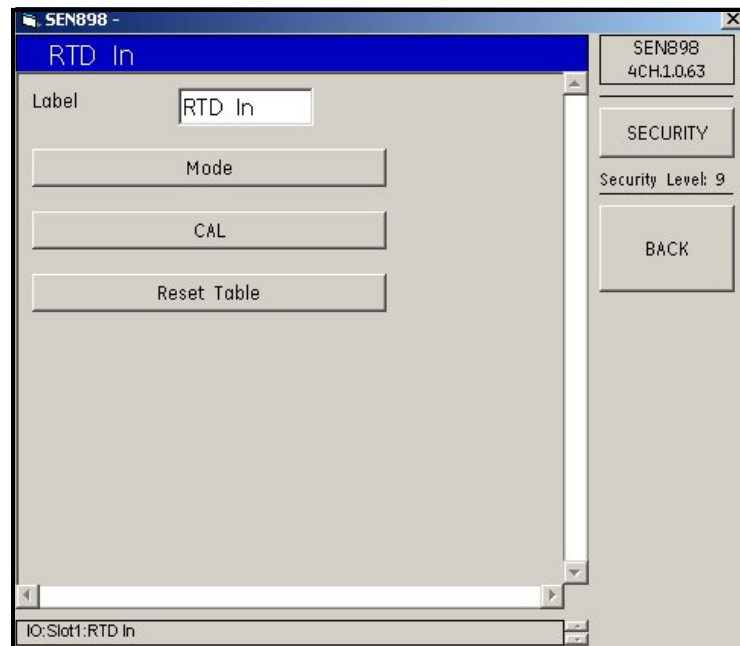 SEN898 -
RTD In
Label
RTD In
Mode
CAL
Reset Table
SEN898
4CH.1.0.63
SECURITY
Security Level: 9
BACK
IO:Slot1:RTD In